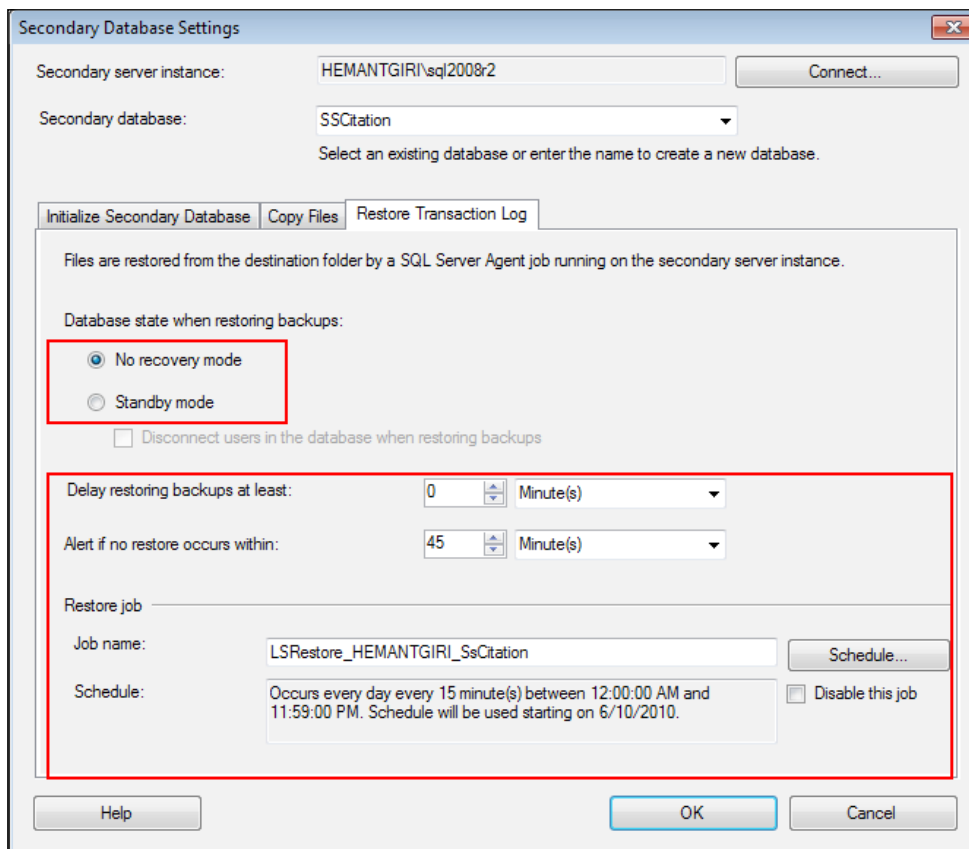 Secondary Database Settings
Secondary server instance: HEMANTGIRI\sql2008r2 Connect...
Secondary database: SSCitation
Select an existing database or enter the name to create a new database.
Initialize Secondary Database Copy Files Restore Transaction Log
Files are restored from the destination folder by a SQL Server Agent job running on the secondary server instance.
Database state when restoring backups:
No recovery mode
Standby mode
Disconnect users in the database when restoring backups
Delay restoring backups at least: 0 Minute(s)
Alert if no restore occurs within: 45 Minute(s)
Restore job
Job name: LSRestore_HEMANTGIRI_SsCitation Schedule...
Schedule: Occurs every day every 15 minute(s) between 12:00:00 AM and Disable this job
11:59:00 PM. Schedule will be used starting on 6/10/2010.
Help OK Cancel